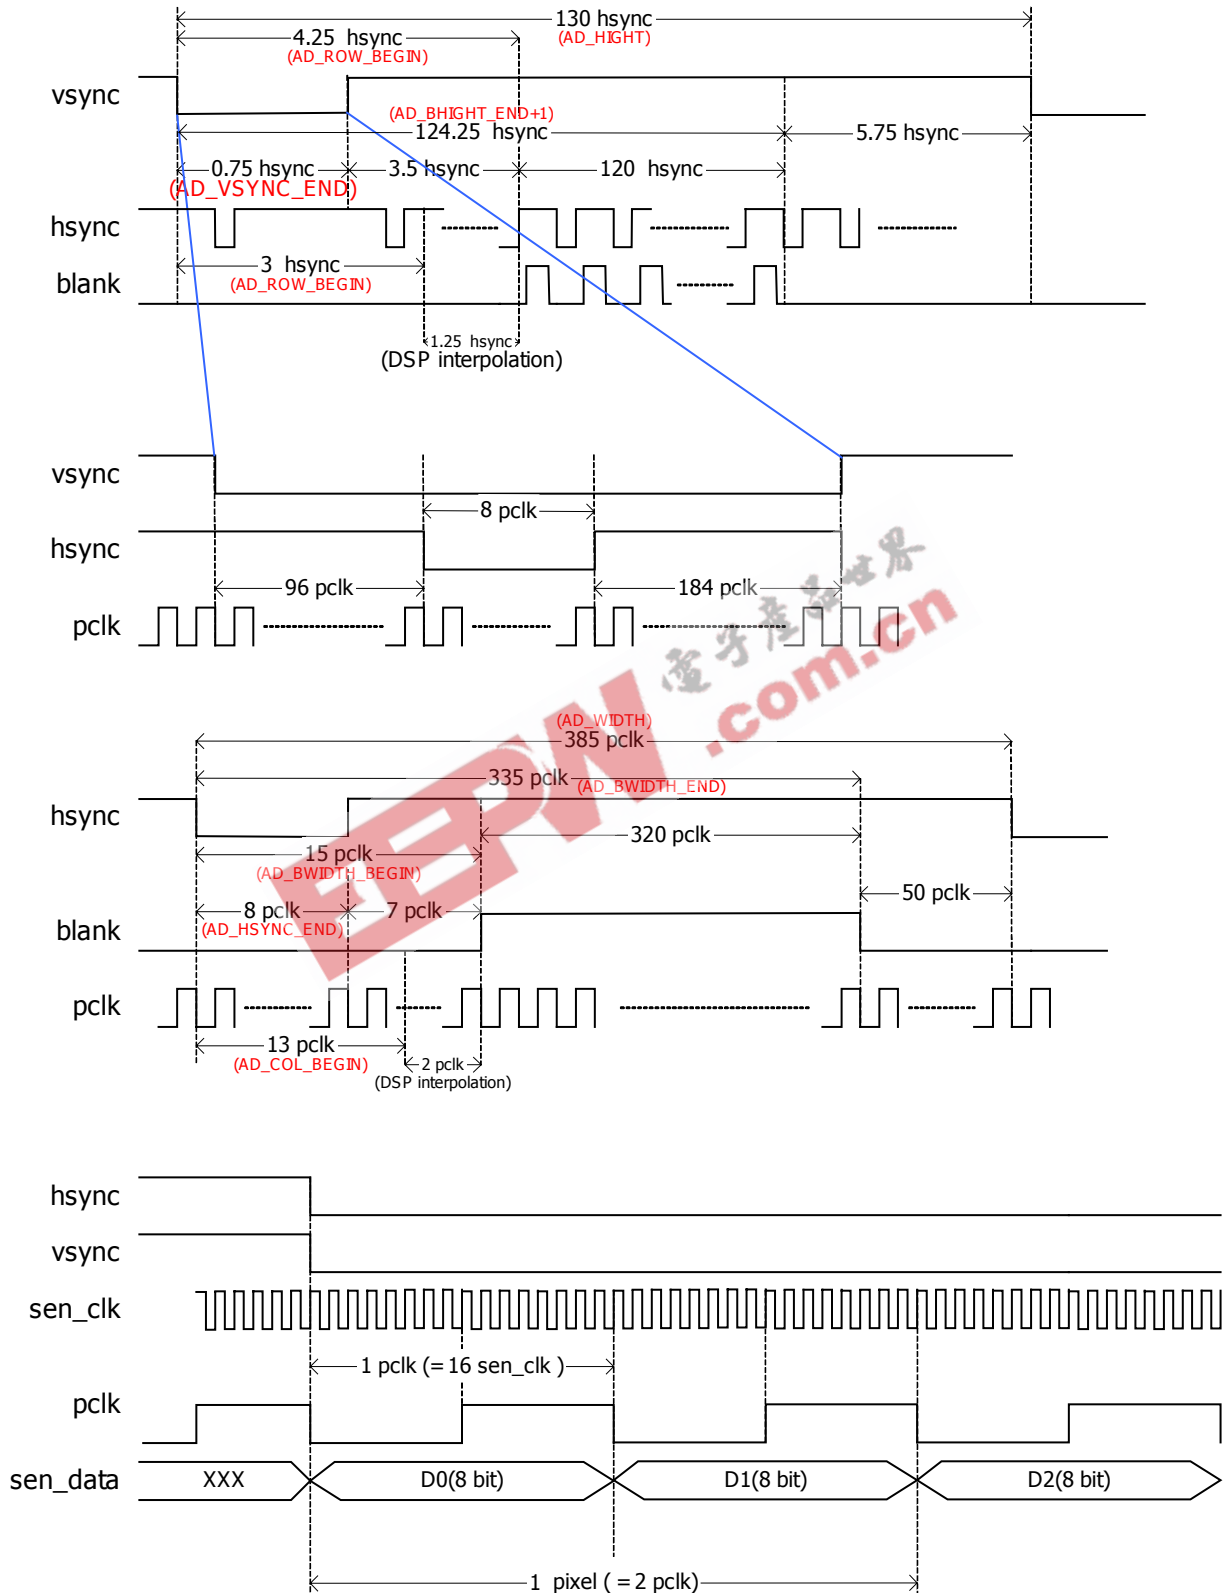 130 hsync
(AD_HIGHT)
4.25 hsync
(AD_ROW_BEGIN)
vsync
(AD_BHIGHT_END+1)
124.25 hsync
5.75 hsync
0.75 hsync
3.5 hsync
120 hsync
(AD_VSYNC_END)
hsync
3 hsync
(AD_ROW_BEGIN)
blank
1.25 hsync
(DSP interpolation)
vsync
8 pclk
hsync
96 pclk
184 pclk
pclk
電子產品世界
EEPW.com.cn
(AD_WIDTH)
385 pclk
335 pclk
(AD_BWIDTH_END)
hsync
320 pclk
15 pclk
(AD_BWIDTH_BEGIN)
50 pclk
8 pclk
7 pclk
(AD_HSYNC_END)
blank
pclk
13 pclk
(AD_COL_BEGIN)
2 pclk
(DSP interpolation)
hsync
vsync
sen_clk
1 pclk (=16 sen_clk )
pclk
sen_data
XXX
D0(8 bit)
D1(8 bit)
D2(8 bit)
1 pixel ( =2 pclk)